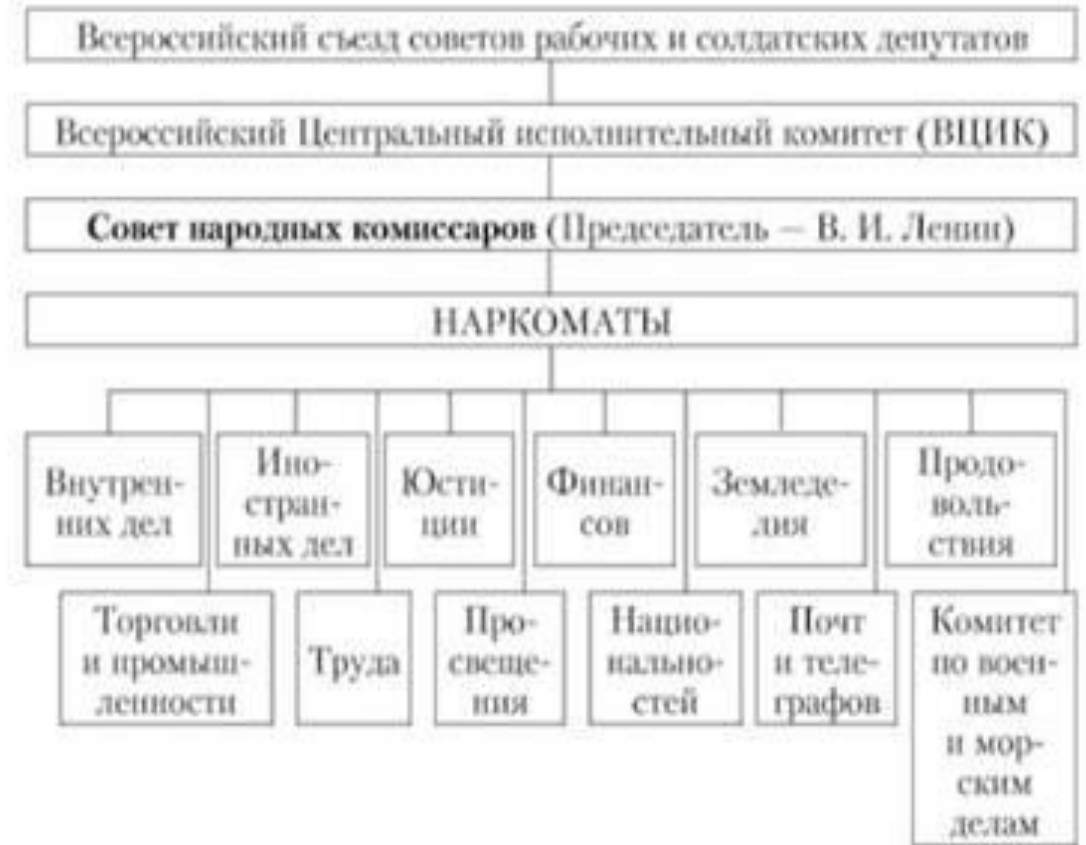 Всероссийский съезд советов рабочих и солдатских депутатов
Всероссийский Центральный исполнительный комитет (ВЦИК)
Совет народных комиссаров (Председатель — В. И. Ленин)
НАРКОМАТЫ
Внутрен-
них дел
Ино-
стран-
ных дел
Юсти-
ции
Финан-
сов
Земледе-
лия
Продо-
воль-
ствия
Торговли
и промыш-
ленности
Труда
Про-
свеще-
ния
Нацио-
нально-
стей
Почт
и теле-
графов
Комитет
по воен-
ным
и мор-
ским
делам